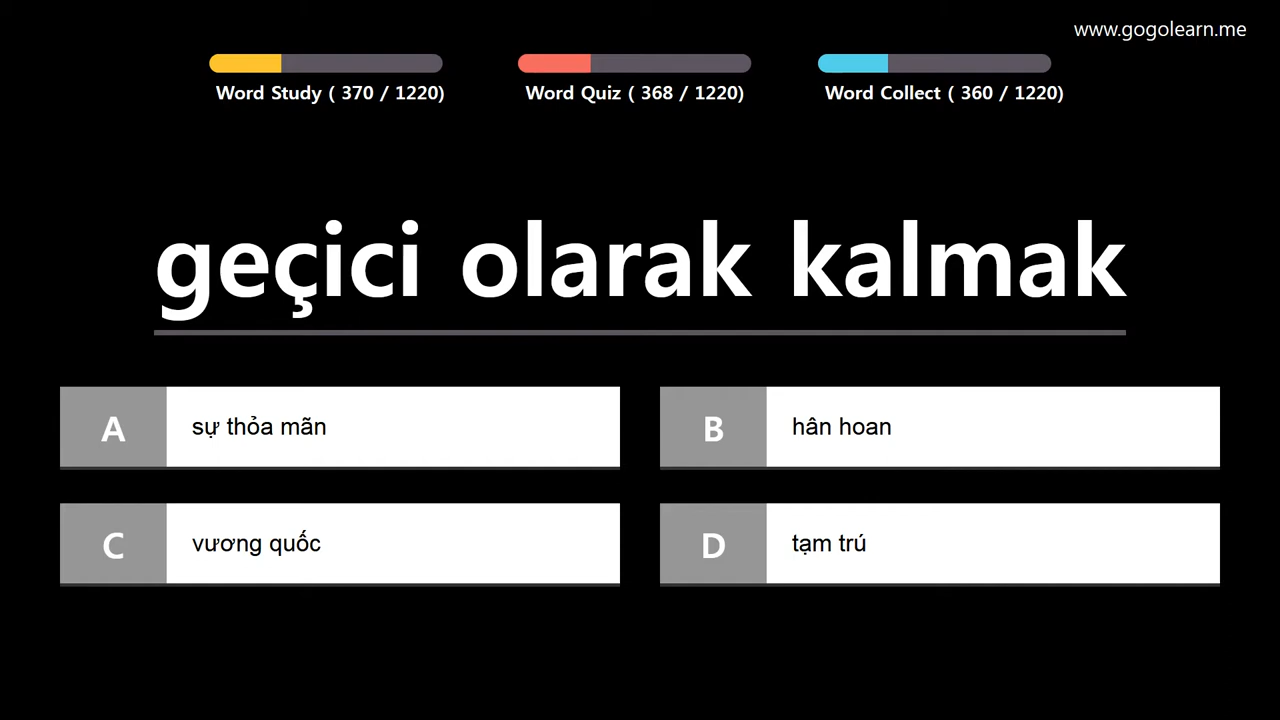 www.gogolearn.me
Word Study ( 370 / 1220)
Word Quiz ( 368 / 1220)
Word Collect ( 360 / 1220)
geçici olarak kalmak
A sự thỏa mãn
B hân hoan
C vương quốc
D tạm trú